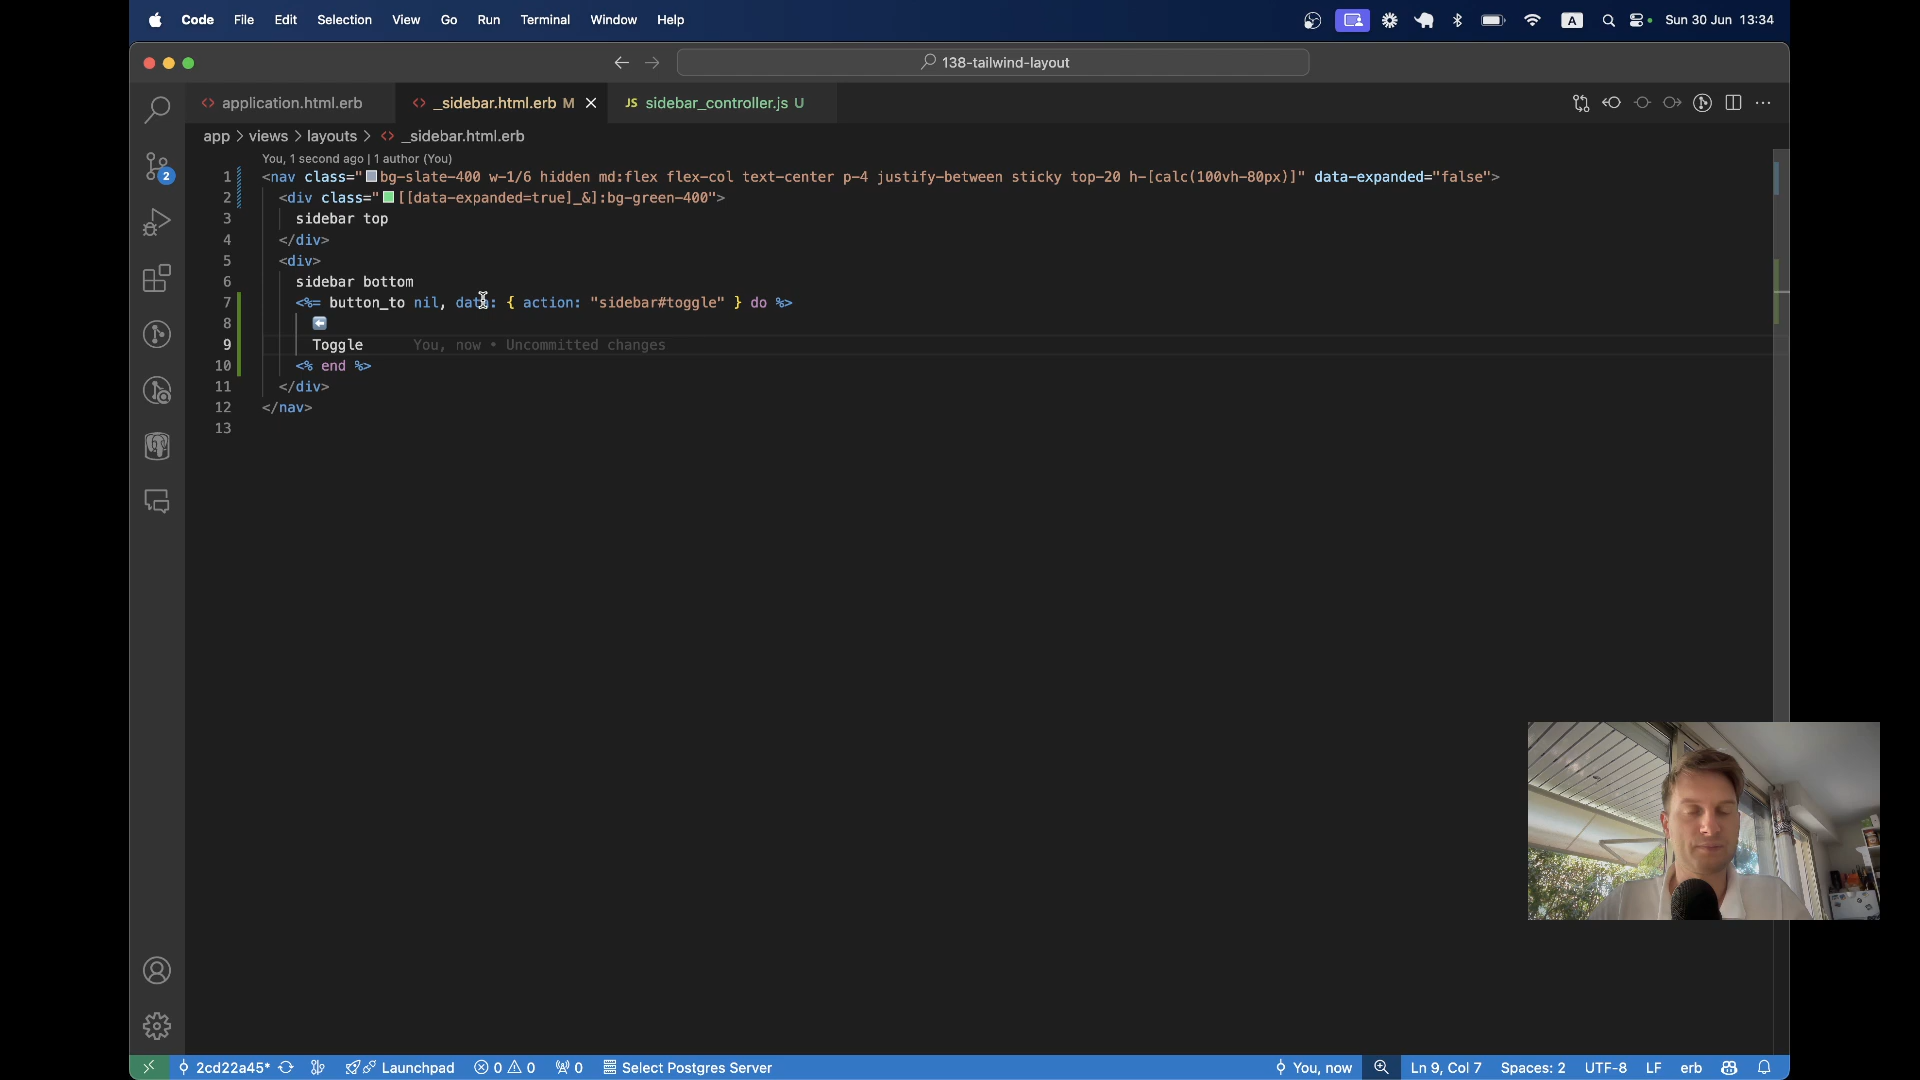 Code File Edit Selection View Go Run Terminal Window Help A Sun 30 Jun 13:34
138-tailwind-layout
application.html.erb _sidebar.html.erb M JS sidebar_controller.js U
app > views > layouts > _sidebar.html.erb
You, 1 second ago | 1 author (You)
1 <nav class="bg-slate-400 w-1/6 hidden md:flex flex-col text-center p-4 justify-between sticky top-20 h-[calc(100vh-80px)]" data-expanded="false">
2 <div class="[[data-expanded=true]_&]:bg-green-400">
3 sidebar top
4 </div>
5 <div>
6 sidebar bottom
7 <%= button_to nil, data: { action: "sidebar#toggle" } do %>
8 ⬅️
9 Toggle You, now • Uncommitted changes
10 <% end %>
11 </div>
12 </nav>
13
2
2cd22a45* Launchpad 0 0 0 Select Postgres Server You, now Ln 9, Col 7 Spaces: 2 UTF-8 LF erb